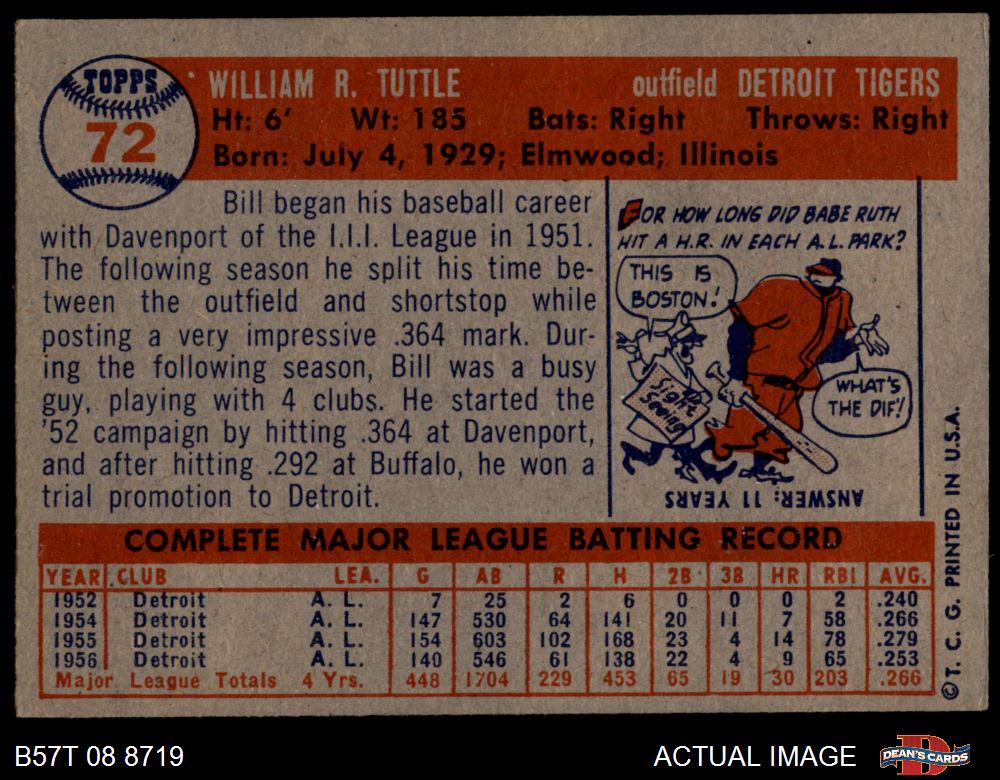 TOPPS
72
WILLIAM R. TUTTLE outfield DETROIT TIGERS
Ht: 6' Wt: 185 Bats: Right Throws: Right
Born: July 4, 1929; Elmwood; Illinois
Bill began his baseball career
with Davenport of the I.I.I. League in 1951.
The following season he split his time be-
tween the outfield and shortstop while
posting a very impressive .364 mark. Dur-
ing the following season, Bill was a busy
guy, playing with 4 clubs. He started the
'52 campaign by hitting .364 at Davenport,
and after hitting .292 at Buffalo, he won a
trial promotion to Detroit.
FOR HOW LONG DID BABE RUTH
HIT A H.R. IN EACH A.L. PARK?
THIS IS
BOSTON!
Sight
Seeing
WHAT'S
THE DIF!
ANSWER: 11 YEARS
COMPLETE MAJOR LEAGUE BATTING RECORD
YEAR CLUB LEA. G AB R H 2B 3B HR RBI AVG.
1952 Detroit A. L. 7 25 2 6 0 0 0 2 .240
1954 Detroit A. L. 147 530 64 141 20 11 7 58 .266
1955 Detroit A. L. 154 603 102 168 23 4 14 78 .279
1956 Detroit A. L. 140 546 61 138 22 4 9 65 .253
Major League Totals 4 Yrs. 448 1704 229 453 65 19 30 203 .266
© T. C. G. PRINTED IN U.S.A.
B57T 08 8719 ACTUAL IMAGE
D
DEAN'S CARDS